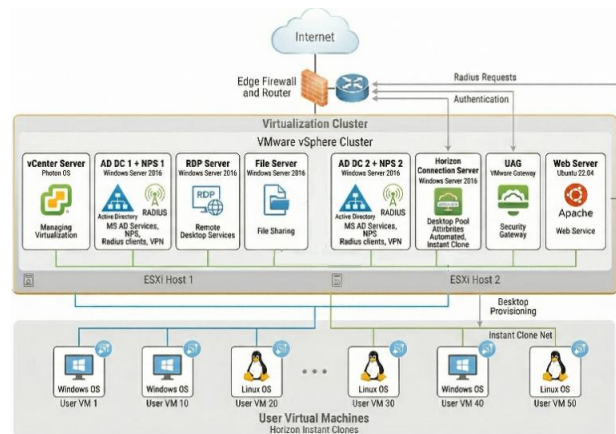 Internet
Edge Firewall
and Router
Radius Requests
Authentication
Virtualization Cluster
VMware vSphere Cluster
vCenter Server
Photon OS
Managing
Virtualization
AD DC 1 + NPS 1
Windows Server 2016
Active Directory
RADIUS
MS AD Services,
NPS,
Radius clients, VPN
RDP Server
Windows Server 2016
RDP
Remote
Desktop Services
File Server
Windows Server 2016
File Sharing
AD DC 2 + NPS 2
Windows Server 2016
Active Directory
RADIUS
MS AD Services,
NPS
Radius clients, VPN
Horizon
Connection Server
Windows Server 2016
Desktop Pool
Attirbites
Automated,
Instant Clone
UAG
VMware Gateway
Security
Gateway
Web Server
Ubuntu 22.04
APACHE
Web Service
ESXi Host 1
ESXi Host 2
Desktop
Provisioning
Instant Clone Net
Windows OS
User VM 1
Windows OS
User VM 10
Linux OS
User VM 20
Linux OS
User VM 30
Windows OS
User VM 40
Linux OS
User VM 50
User Virtual Machines
Horizon Instant Clones